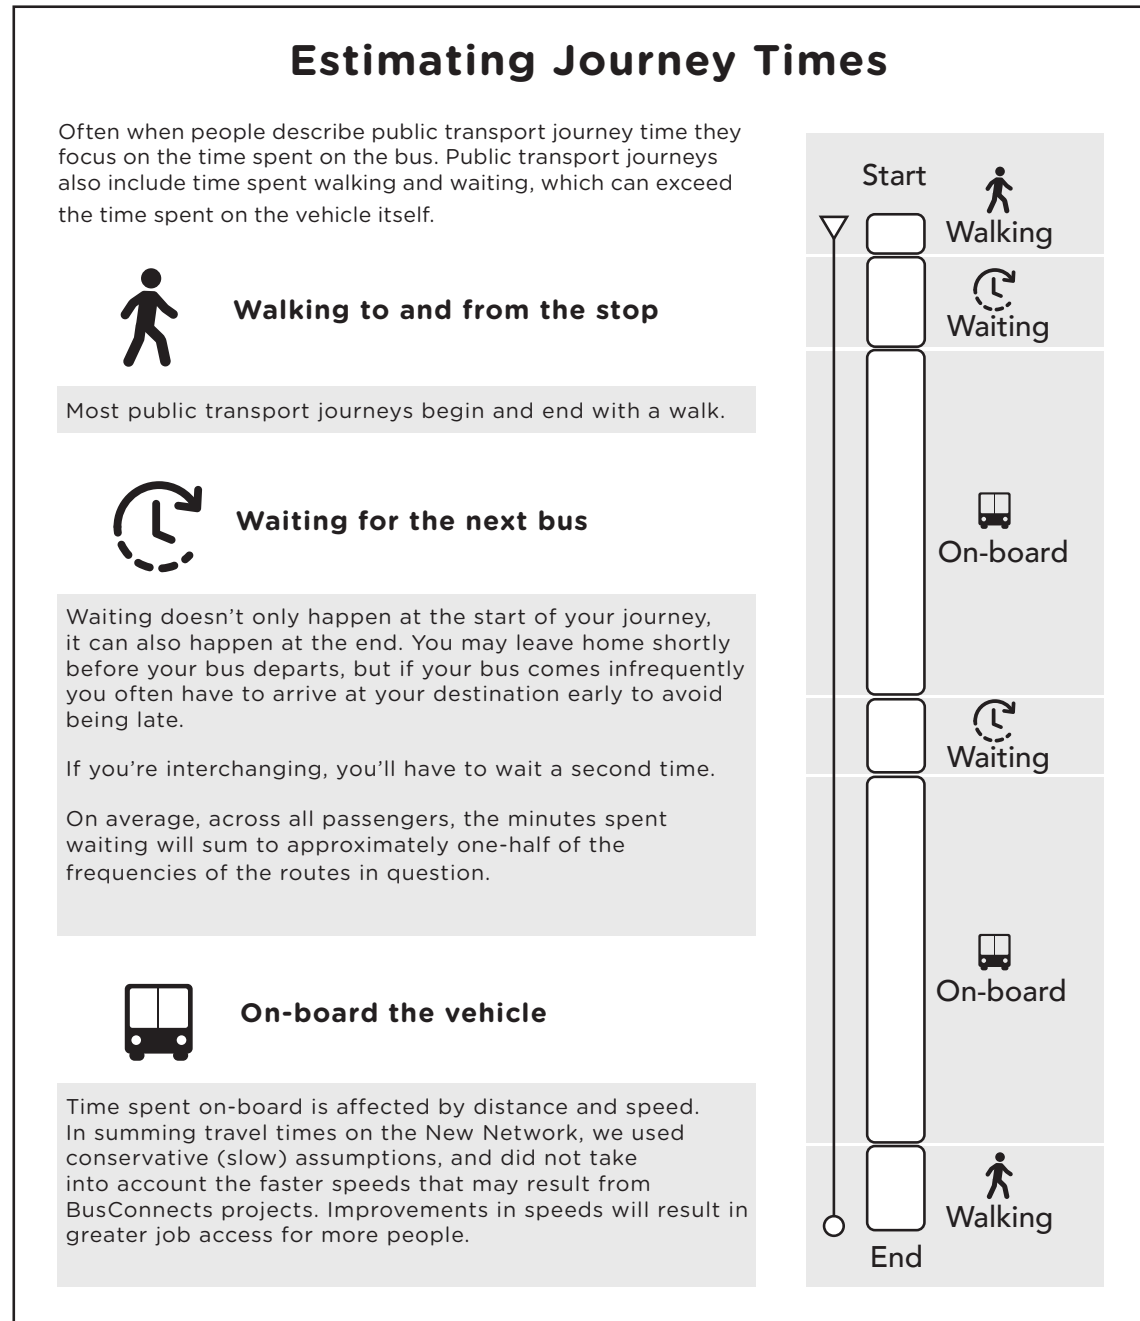 Estimating Journey Times
Often when people describe public transport journey time they
focus on the time spent on the bus. Public transport journeys
also include time spent walking and waiting, which can exceed
the time spent on the vehicle itself.
Walking to and from the stop
Most public transport journeys begin and end with a walk.
Waiting for the next bus
Waiting doesn’t only happen at the start of your journey,
it can also happen at the end. You may leave home shortly
before your bus departs, but if your bus comes infrequently
you often have to arrive at your destination early to avoid
being late.
If you’re interchanging, you’ll have to wait a second time.
On average, across all passengers, the minutes spent
waiting will sum to approximately one-half of the
frequencies of the routes in question.
On-board the vehicle
Time spent on-board is affected by distance and speed.
In summing travel times on the New Network, we used
conservative (slow) assumptions, and did not take
into account the faster speeds that may result from
BusConnects projects. Improvements in speeds will result in
greater job access for more people.
Start
Walking
Waiting
On-board
Waiting
On-board
Walking
End